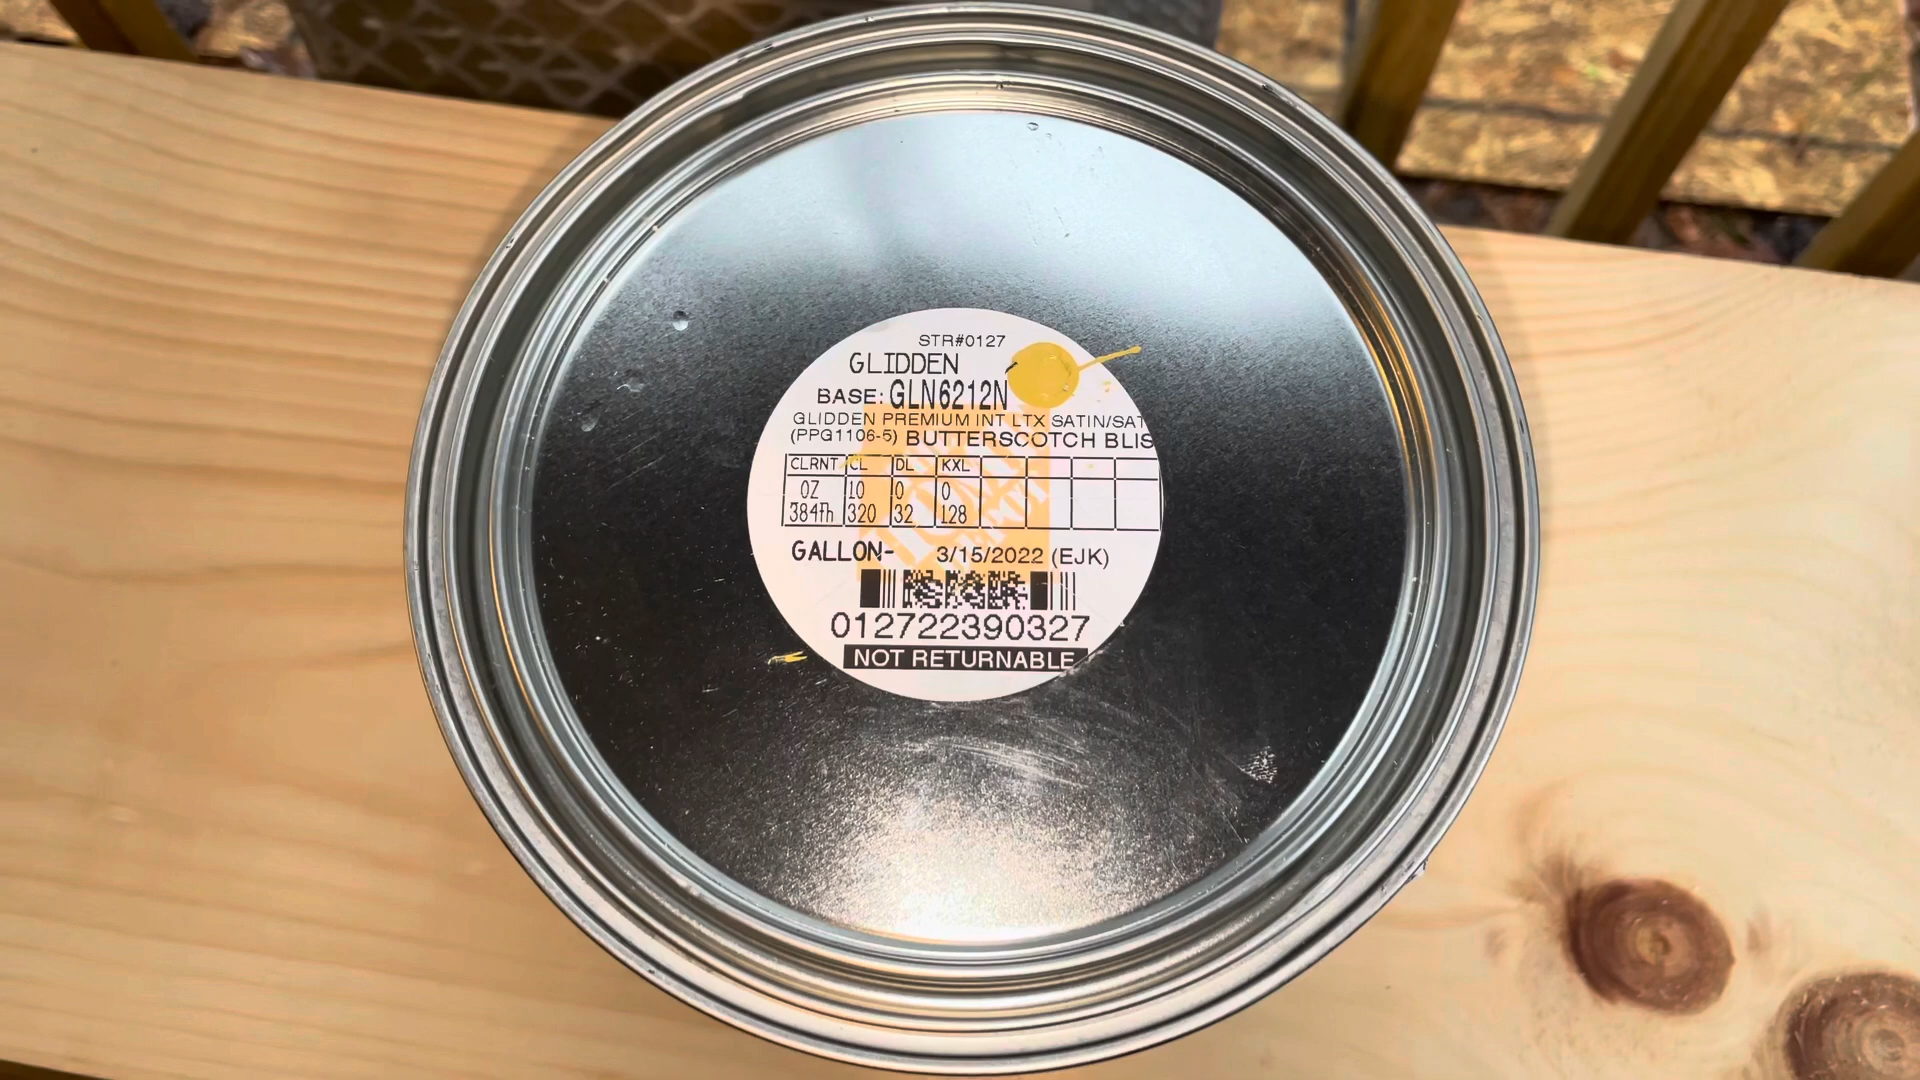 STR#0127
GLIDDEN
BASE: GLN6212N
GLIDDEN PREMIUM INT LTX SATIN/SAT
(PPG1106-5) BUTTERSCOTCH BLIS
CLRNT CL DL KXL
OZ 10 0 0
384th 320 32 128
GALLON- 3/15/2022 (EJK)
012722390327
NOT RETURNABLE